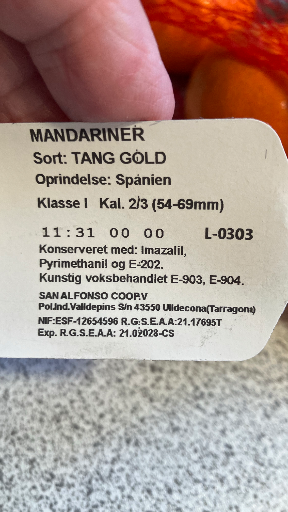 MANDARINER
Sort: TANG GOLD
Oprindelse: Spanien
Klasse I Kal. 2/3 (54-69mm)
11:31 00 00 L-0303
Konserveret med: Imazalil,
Pyrimethanil og E-202.
Kunstig voksbehandlet E-903, E-904.
SAN ALFONSO COOP.V
Pol.Ind.Valldepins S/n 43550 Ulldecona(Tarragona)
NIF:ESF-12654596 R.G:S.E.A.A:21.17695T
Exp. R.G.S.E.A.A: 21.02028-CS